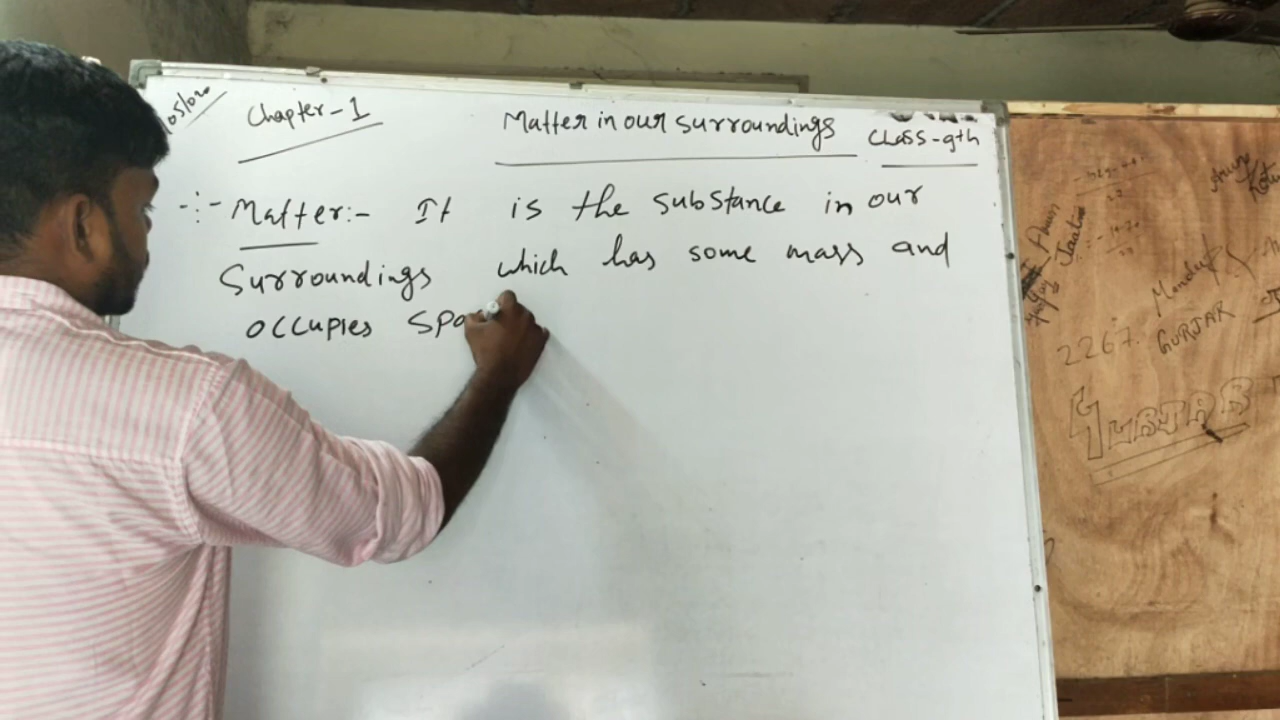 Chapter-1
Matter in our surroundings
CLASS-9th
Matter:- It is the substance in our
Surroundings which has some mass and
occupies spa
2267.
GURJAR
GURJAR